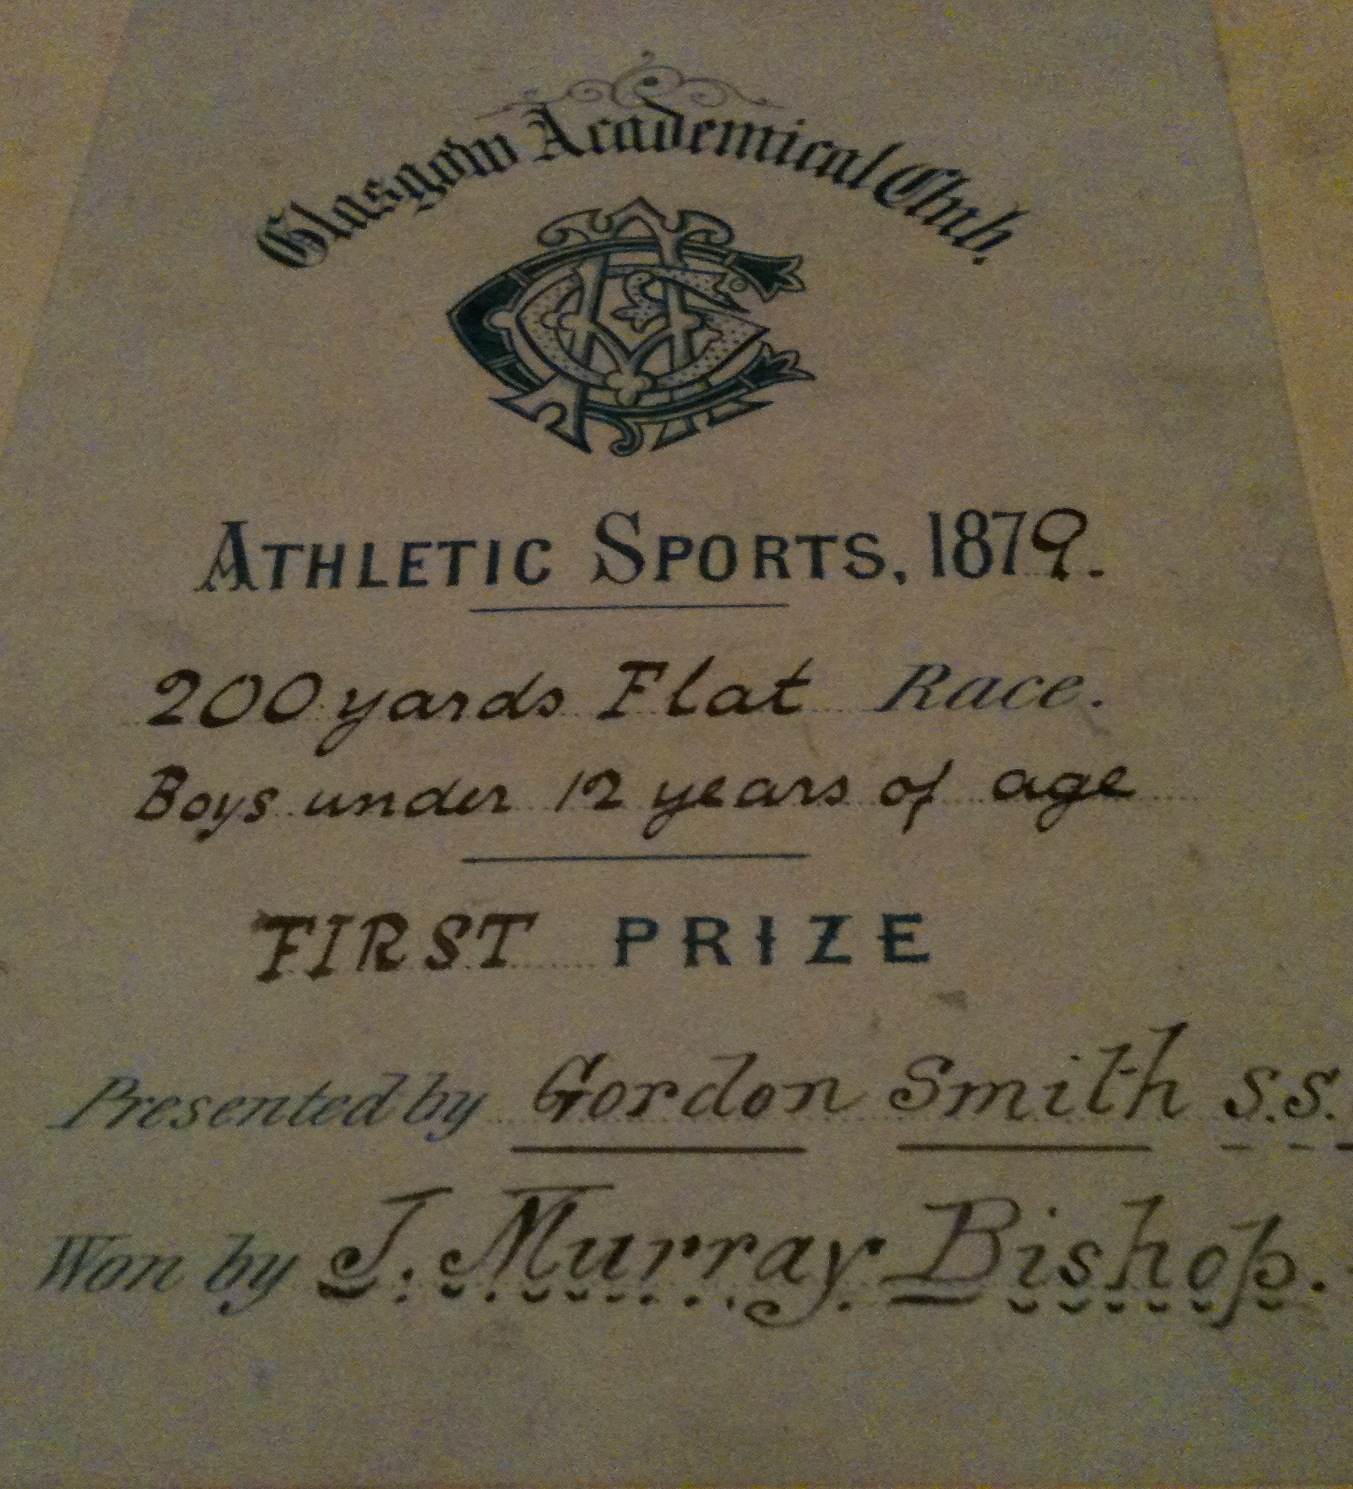 Glasgow Academical Club.
ATHLETIC SPORTS, 1879.
200 yards Flat Race.
Boys under 12 years of age
FIRST PRIZE
Presented by Gordon Smith S.S.
Won by J. Murray Bishop.